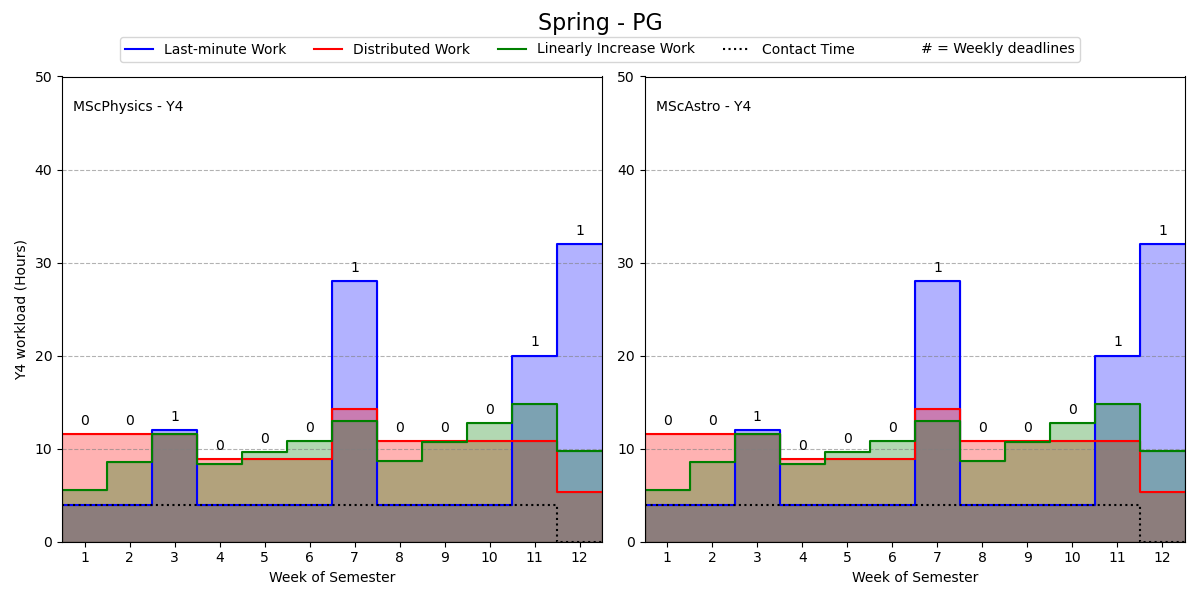 Spring - PG
Last-minute Work Distributed Work Linearly Increase Work Contact Time # = Weekly deadlines
MScPhysics - Y4
Y4 workload (Hours)
50
40
30
20
10
0
0 0 1 0 0 0 1 0 0 0 1 1
1 2 3 4 5 6 7 8 9 10 11 12
Week of Semester
MScAstro - Y4
50
40
30
20
10
0
0 0 1 0 0 0 1 0 0 0 1 1
1 2 3 4 5 6 7 8 9 10 11 12
Week of Semester